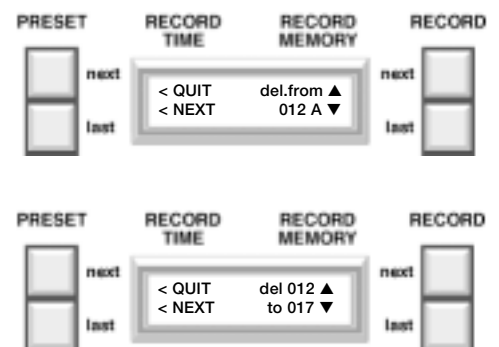 PRESET RECORD TIME RECORD MEMORY RECORD
next next
< QUIT del.from ▲
< NEXT 012 A ▼
last last
PRESET RECORD TIME RECORD MEMORY RECORD
next next
< QUIT del 012 ▲
< NEXT to 017 ▼
last last